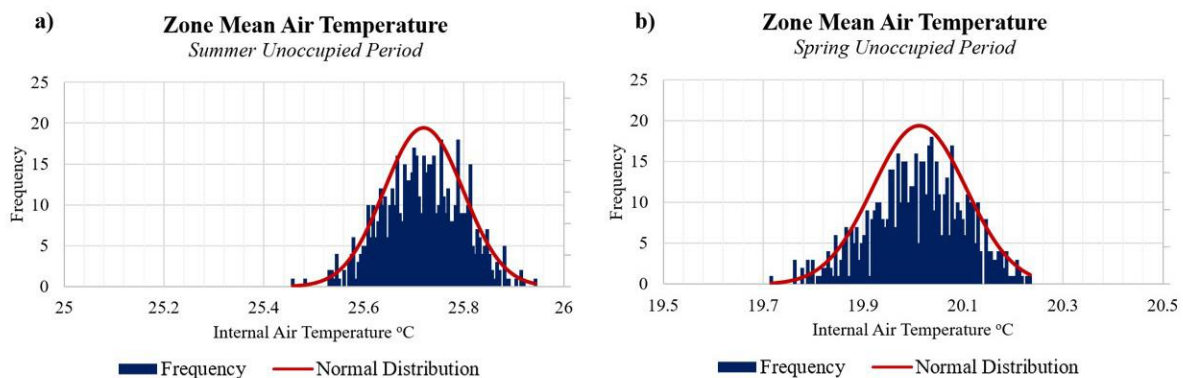 a)
Zone Mean Air Temperature
Summer Unoccupied Period
Frequency
25
20
15
10
5
0
25
25.2
25.4
25.6
25.8
26
Internal Air Temperature °C
Frequency
Normal Distribution
b)
Zone Mean Air Temperature
Spring Unoccupied Period
Frequency
25
20
15
10
5
0
19.5
19.7
19.9
20.1
20.3
20.5
Internal Air Temperature °C
Frequency
Normal Distribution